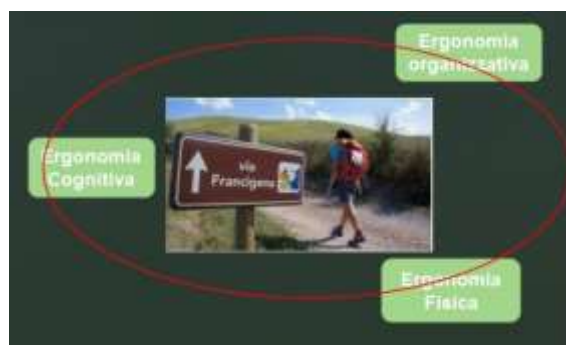 Ergonomia
organizzativa
Ergonomia
Cognitiva
via
Francigena
Ergonomia
Fisica